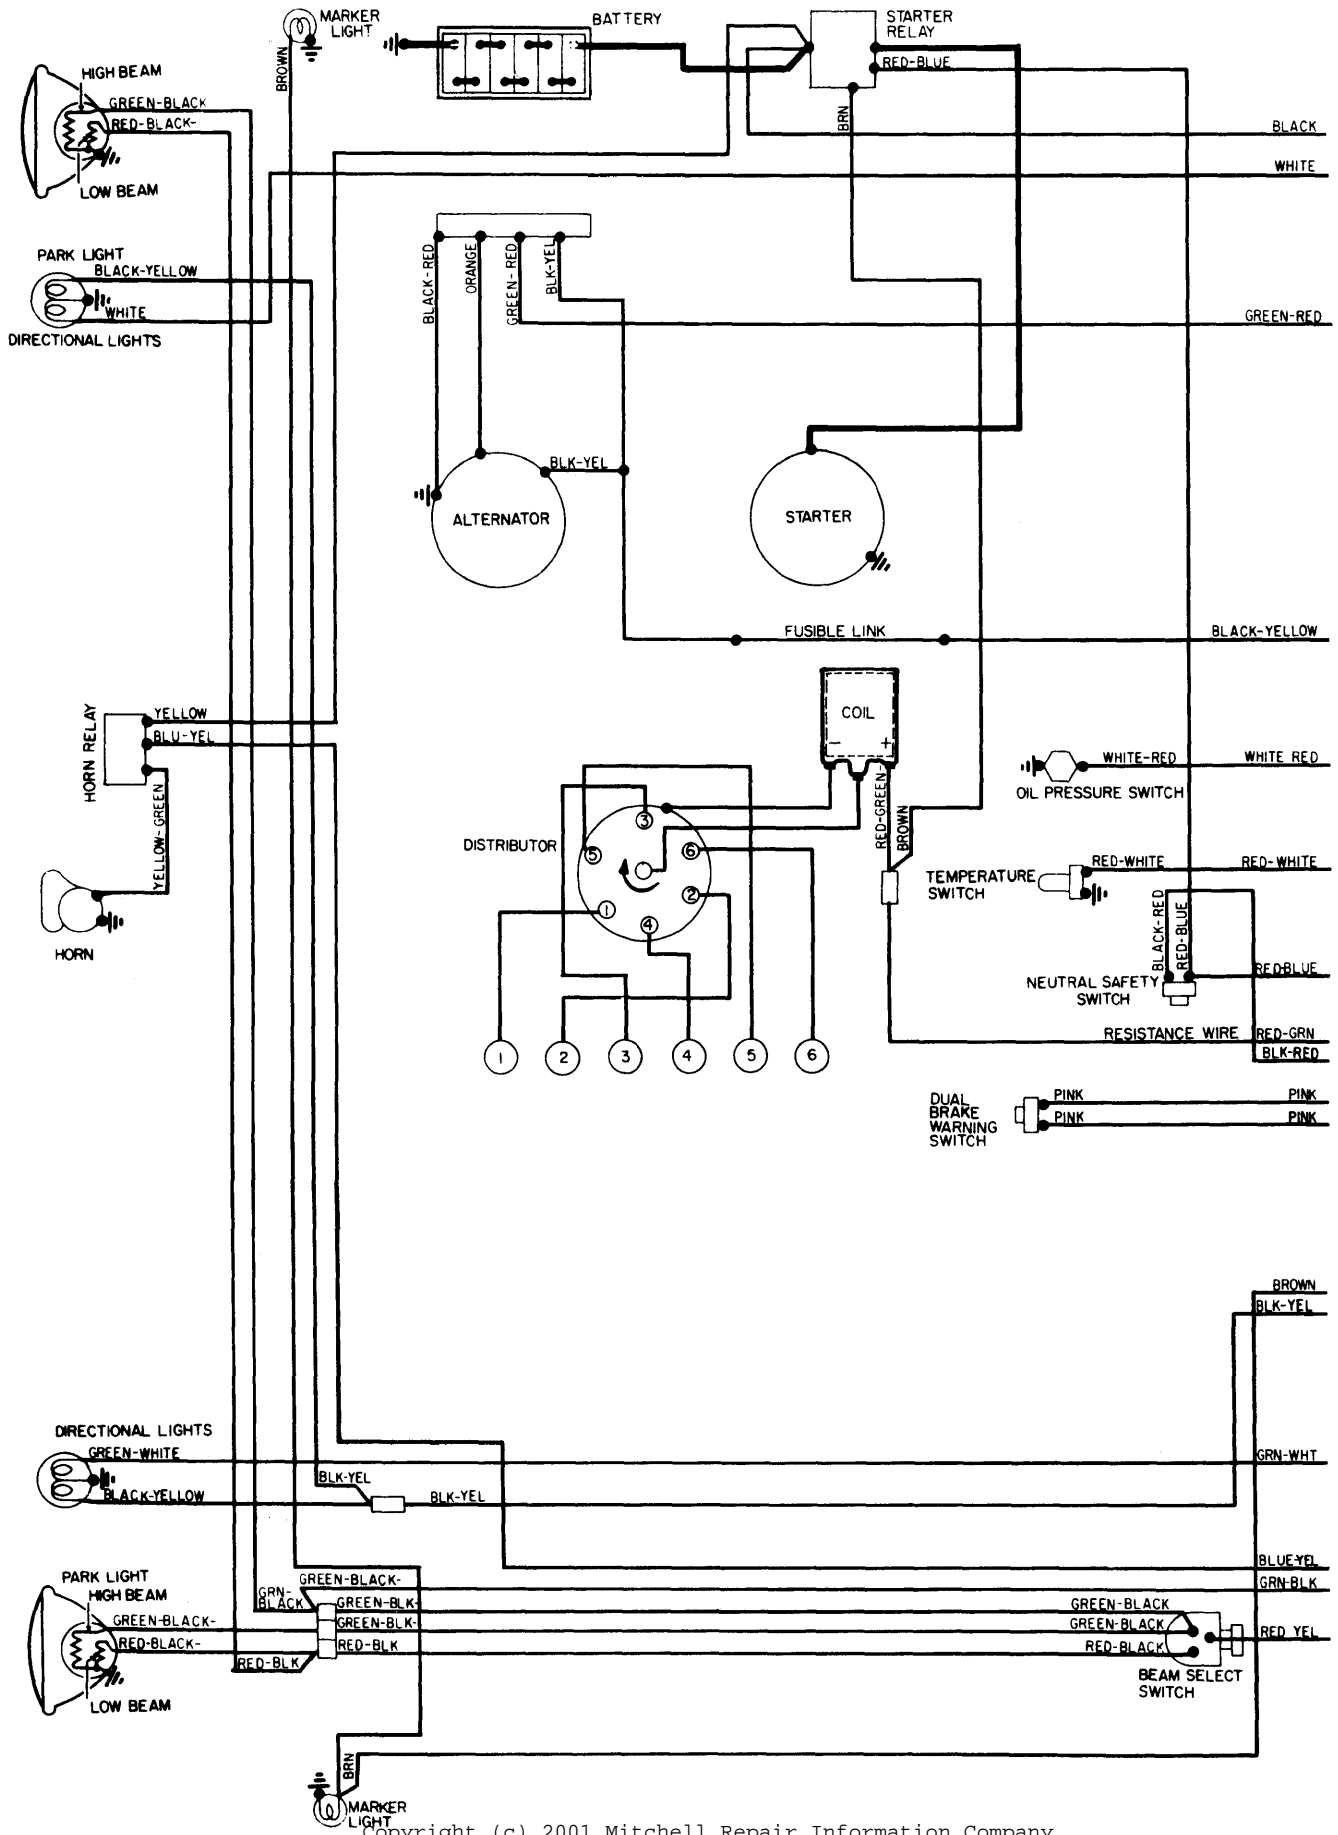 MARKER
LIGHT
BATTERY
STARTER
RELAY
BROWN
HIGH BEAM
RED-BLUE
GREEN-BLACK
RED-BLACK-
BRN
BLACK
LOW BEAM
WHITE
PARK LIGHT
BLACK-YELLOW
WHITE
DIRECTIONAL LIGHTS
BLACK-RED
ORANGE
GREEN-RED
BLK-YEL
GREEN-RED
BLK-YEL
ALTERNATOR
STARTER
FUSIBLE LINK
BLACK-YELLOW
COIL
-
+
HORN RELAY
YELLOW
BLU-YEL
YELLOW-GREEN
HORN
WHITE-RED
WHITE RED
OIL PRESSURE SWITCH
RED-GREEN-
BROWN
DISTRIBUTOR
3
5
6
2
1
4
TEMPERATURE
SWITCH
RED-WHITE
RED-WHITE
BLACK-RED
RED-BLUE
NEUTRAL SAFETY
SWITCH
RED-BLUE
RESISTANCE WIRE
RED-GRN
BLK-RED
1
2
3
4
5
6
DUAL
BRAKE
WARNING
SWITCH
PINK
PINK
PINK
PINK
BROWN
BLK-YEL
DIRECTIONAL LIGHTS
GREEN-WHITE
GRN-WHT
BLK-YEL
BLACK-YELLOW
BLK-YEL
BLUE-YEL
PARK LIGHT
HIGH BEAM
GREEN-BLACK-
GRN-BLK
GRN-
BLACK
GREEN-BLK-
GREEN-BLACK
GREEN-BLACK-
GREEN-BLK-
GREEN-BLACK
RED YEL
RED-BLACK-
RED-BLK
RED-BLACK
RED-BLK
BEAM SELECT
SWITCH
LOW BEAM
BRN
MARKER
LIGHT
Copyright (c) 2001 Mitchell Repair Information Company